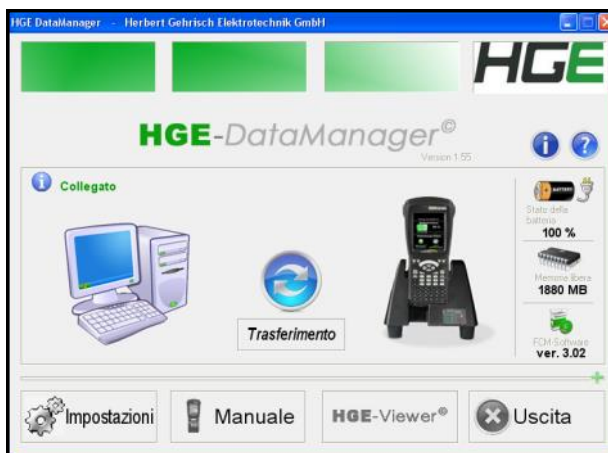 HGE DataManager - Herbert Gehrisch Elektrotechnik GmbH
HGE
HGE-DataManager©
Version 1.55
Collegato
BATTERY
Stato della
batteria
100 %
Memoria libera
1880 MB
FCM-Software
ver. 3.02
Trasferimento
Impostazioni
Manuale
HGE-Viewer®
Uscita